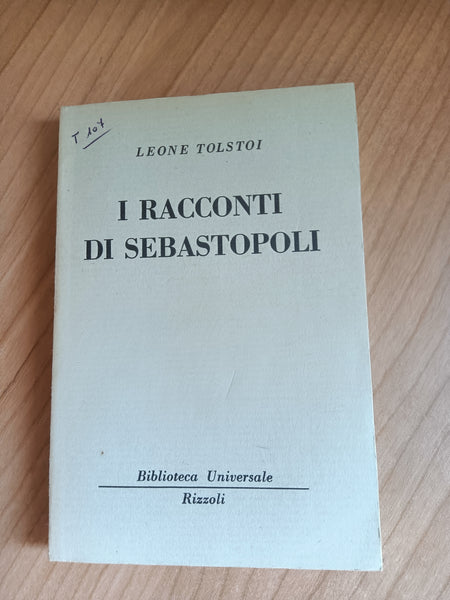 T 107
LEONE TOLSTOI
I RACCONTI
DI SEBASTOPOLI
Biblioteca Universale
Rizzoli